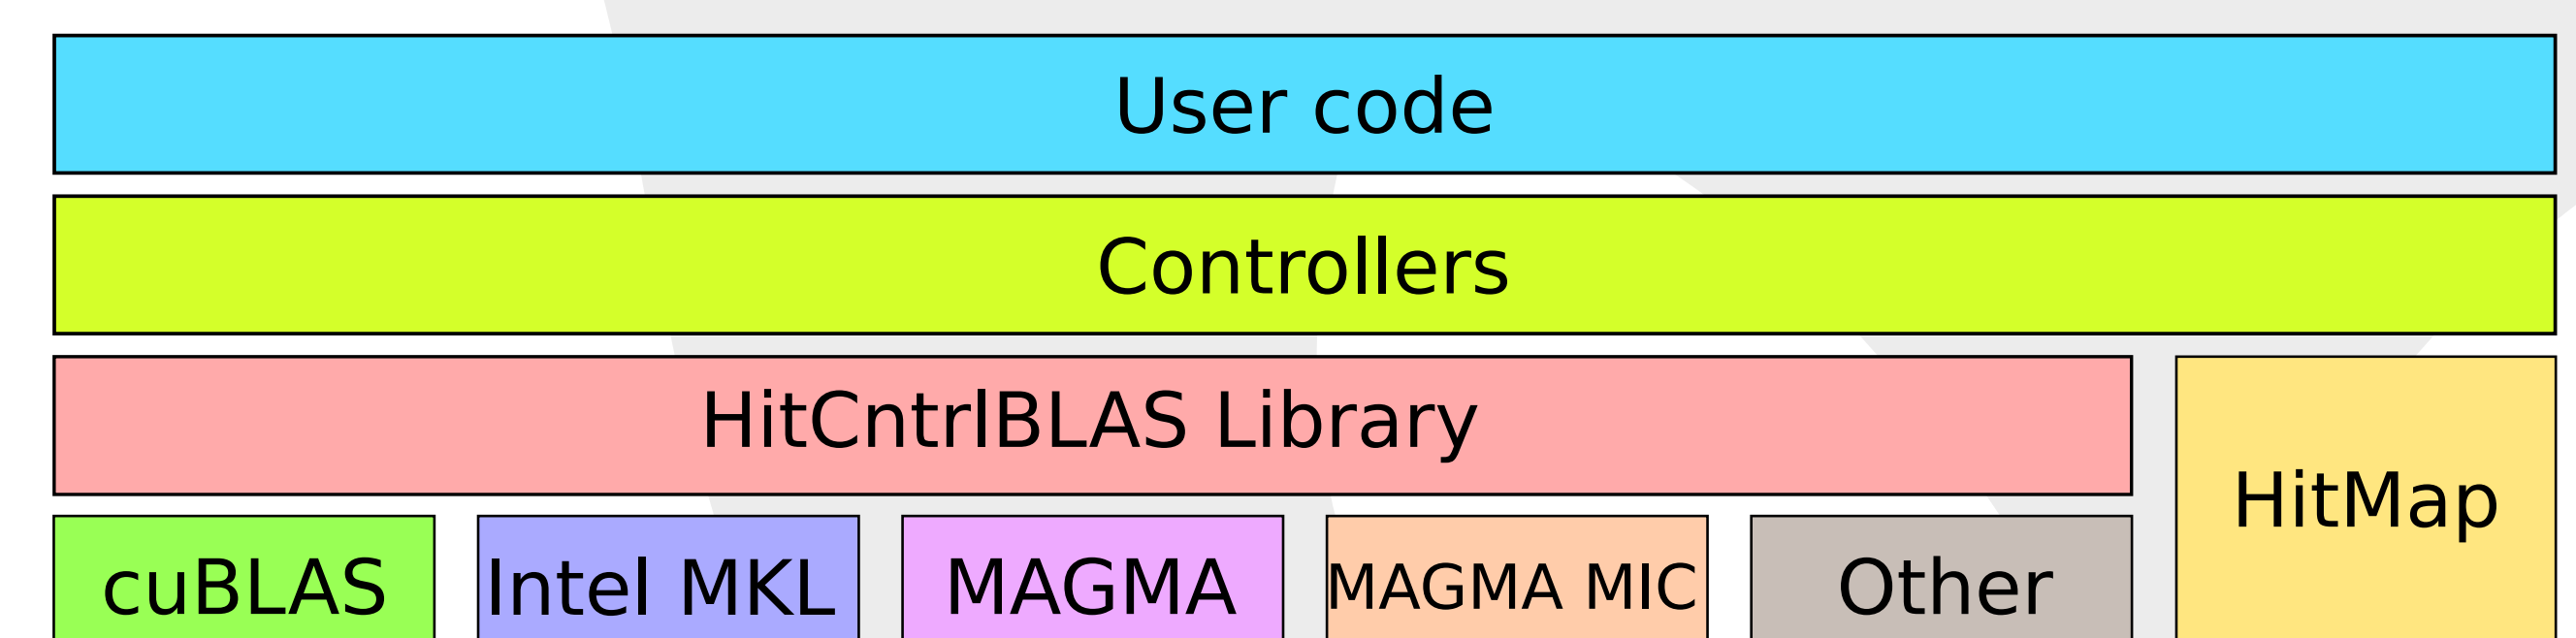 User code
Controllers
HitCntrlBLAS Library
HitMap
cuBLAS
Intel MKL
MAGMA
MAGMA MIC
Other